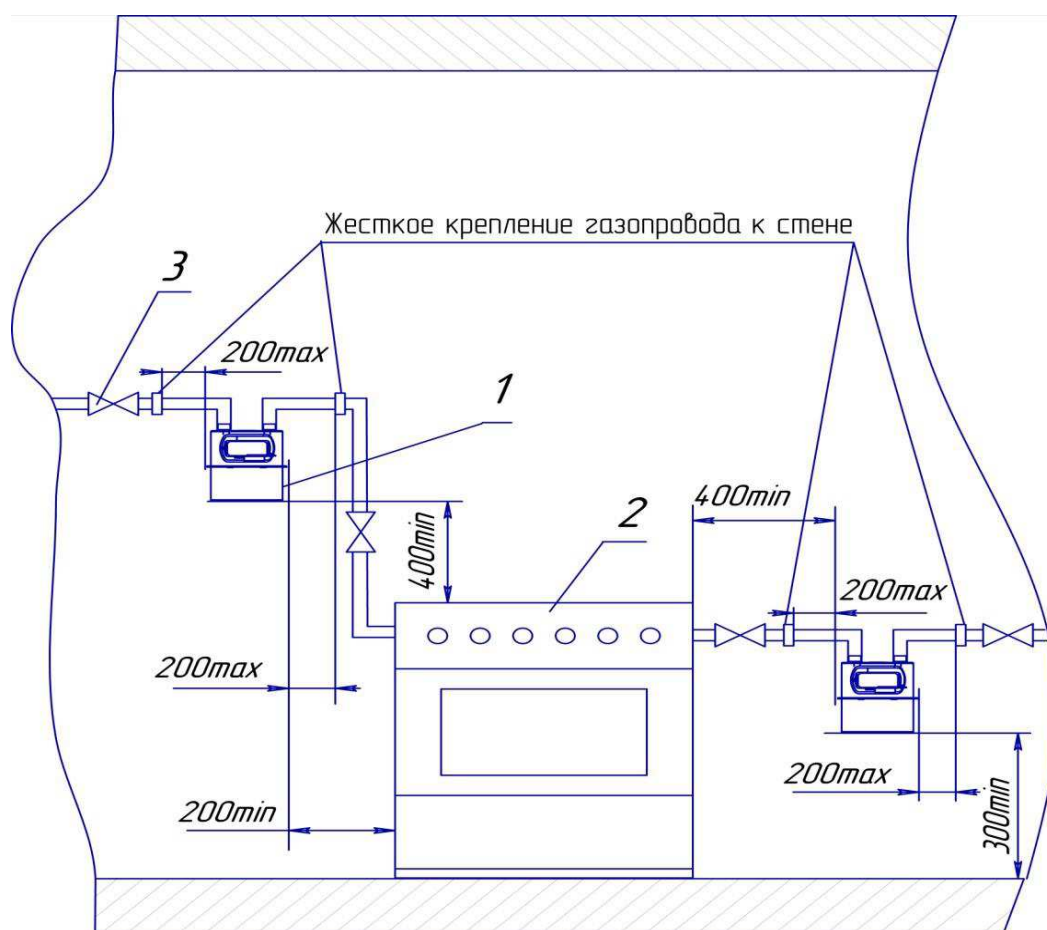 Жесткое крепление газопровода к стене
3
200max
1
400min
2
400min
200max
200max
200max
200min
300min